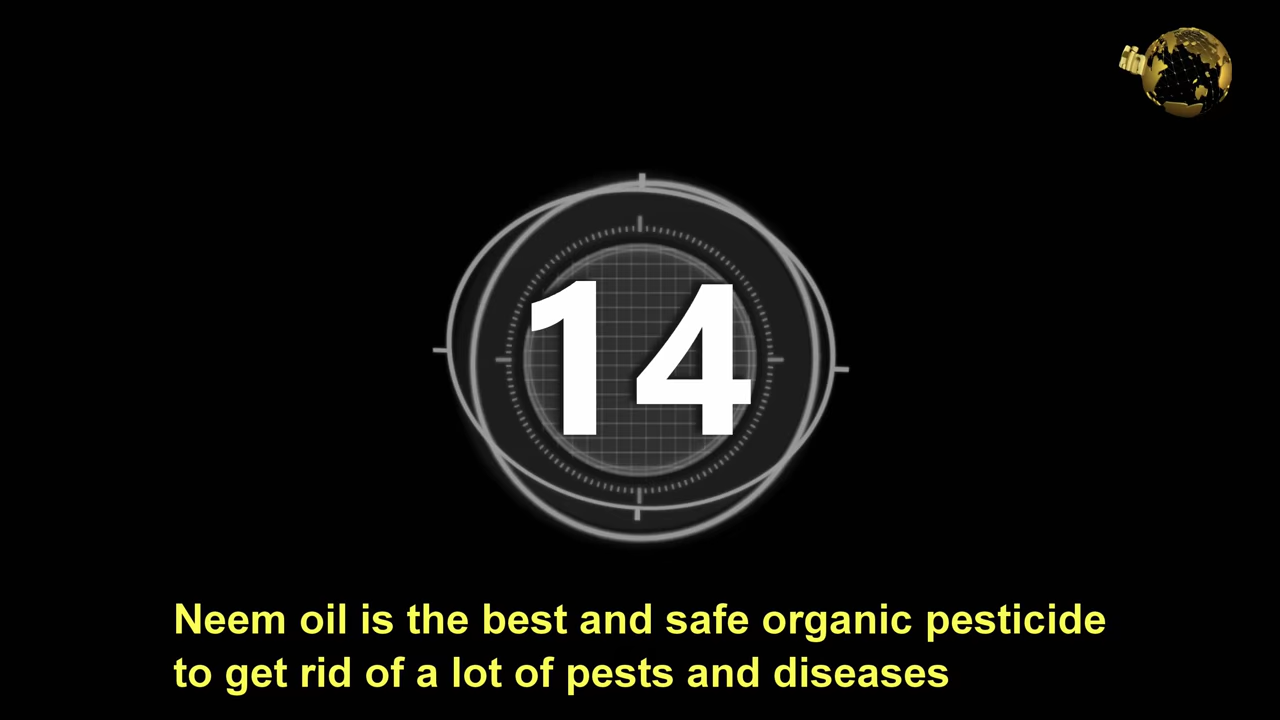 14
Neem oil is the best and safe organic pesticide
to get rid of a lot of pests and diseases